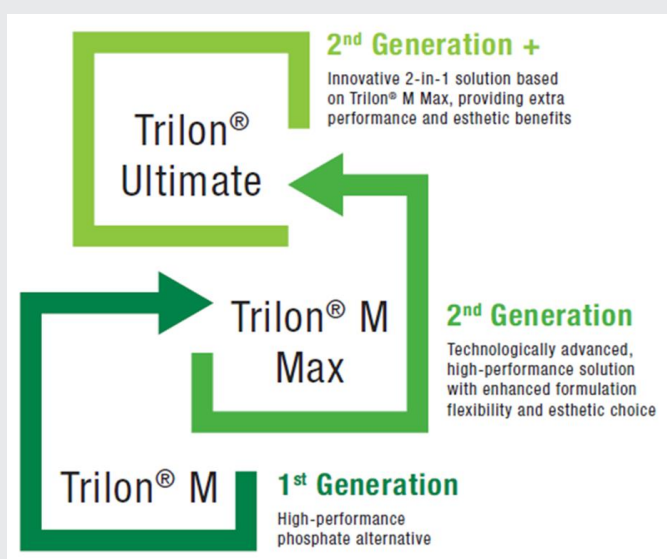 2nd Generation +
Innovative 2-in-1 solution based
on Trilon® M Max, providing extra
performance and esthetic benefits
Trilon®
Ultimate
Trilon® M
Max
2nd Generation
Technologically advanced,
high-performance solution
with enhanced formulation
flexibility and esthetic choice
Trilon® M
1st Generation
High-performance
phosphate alternative